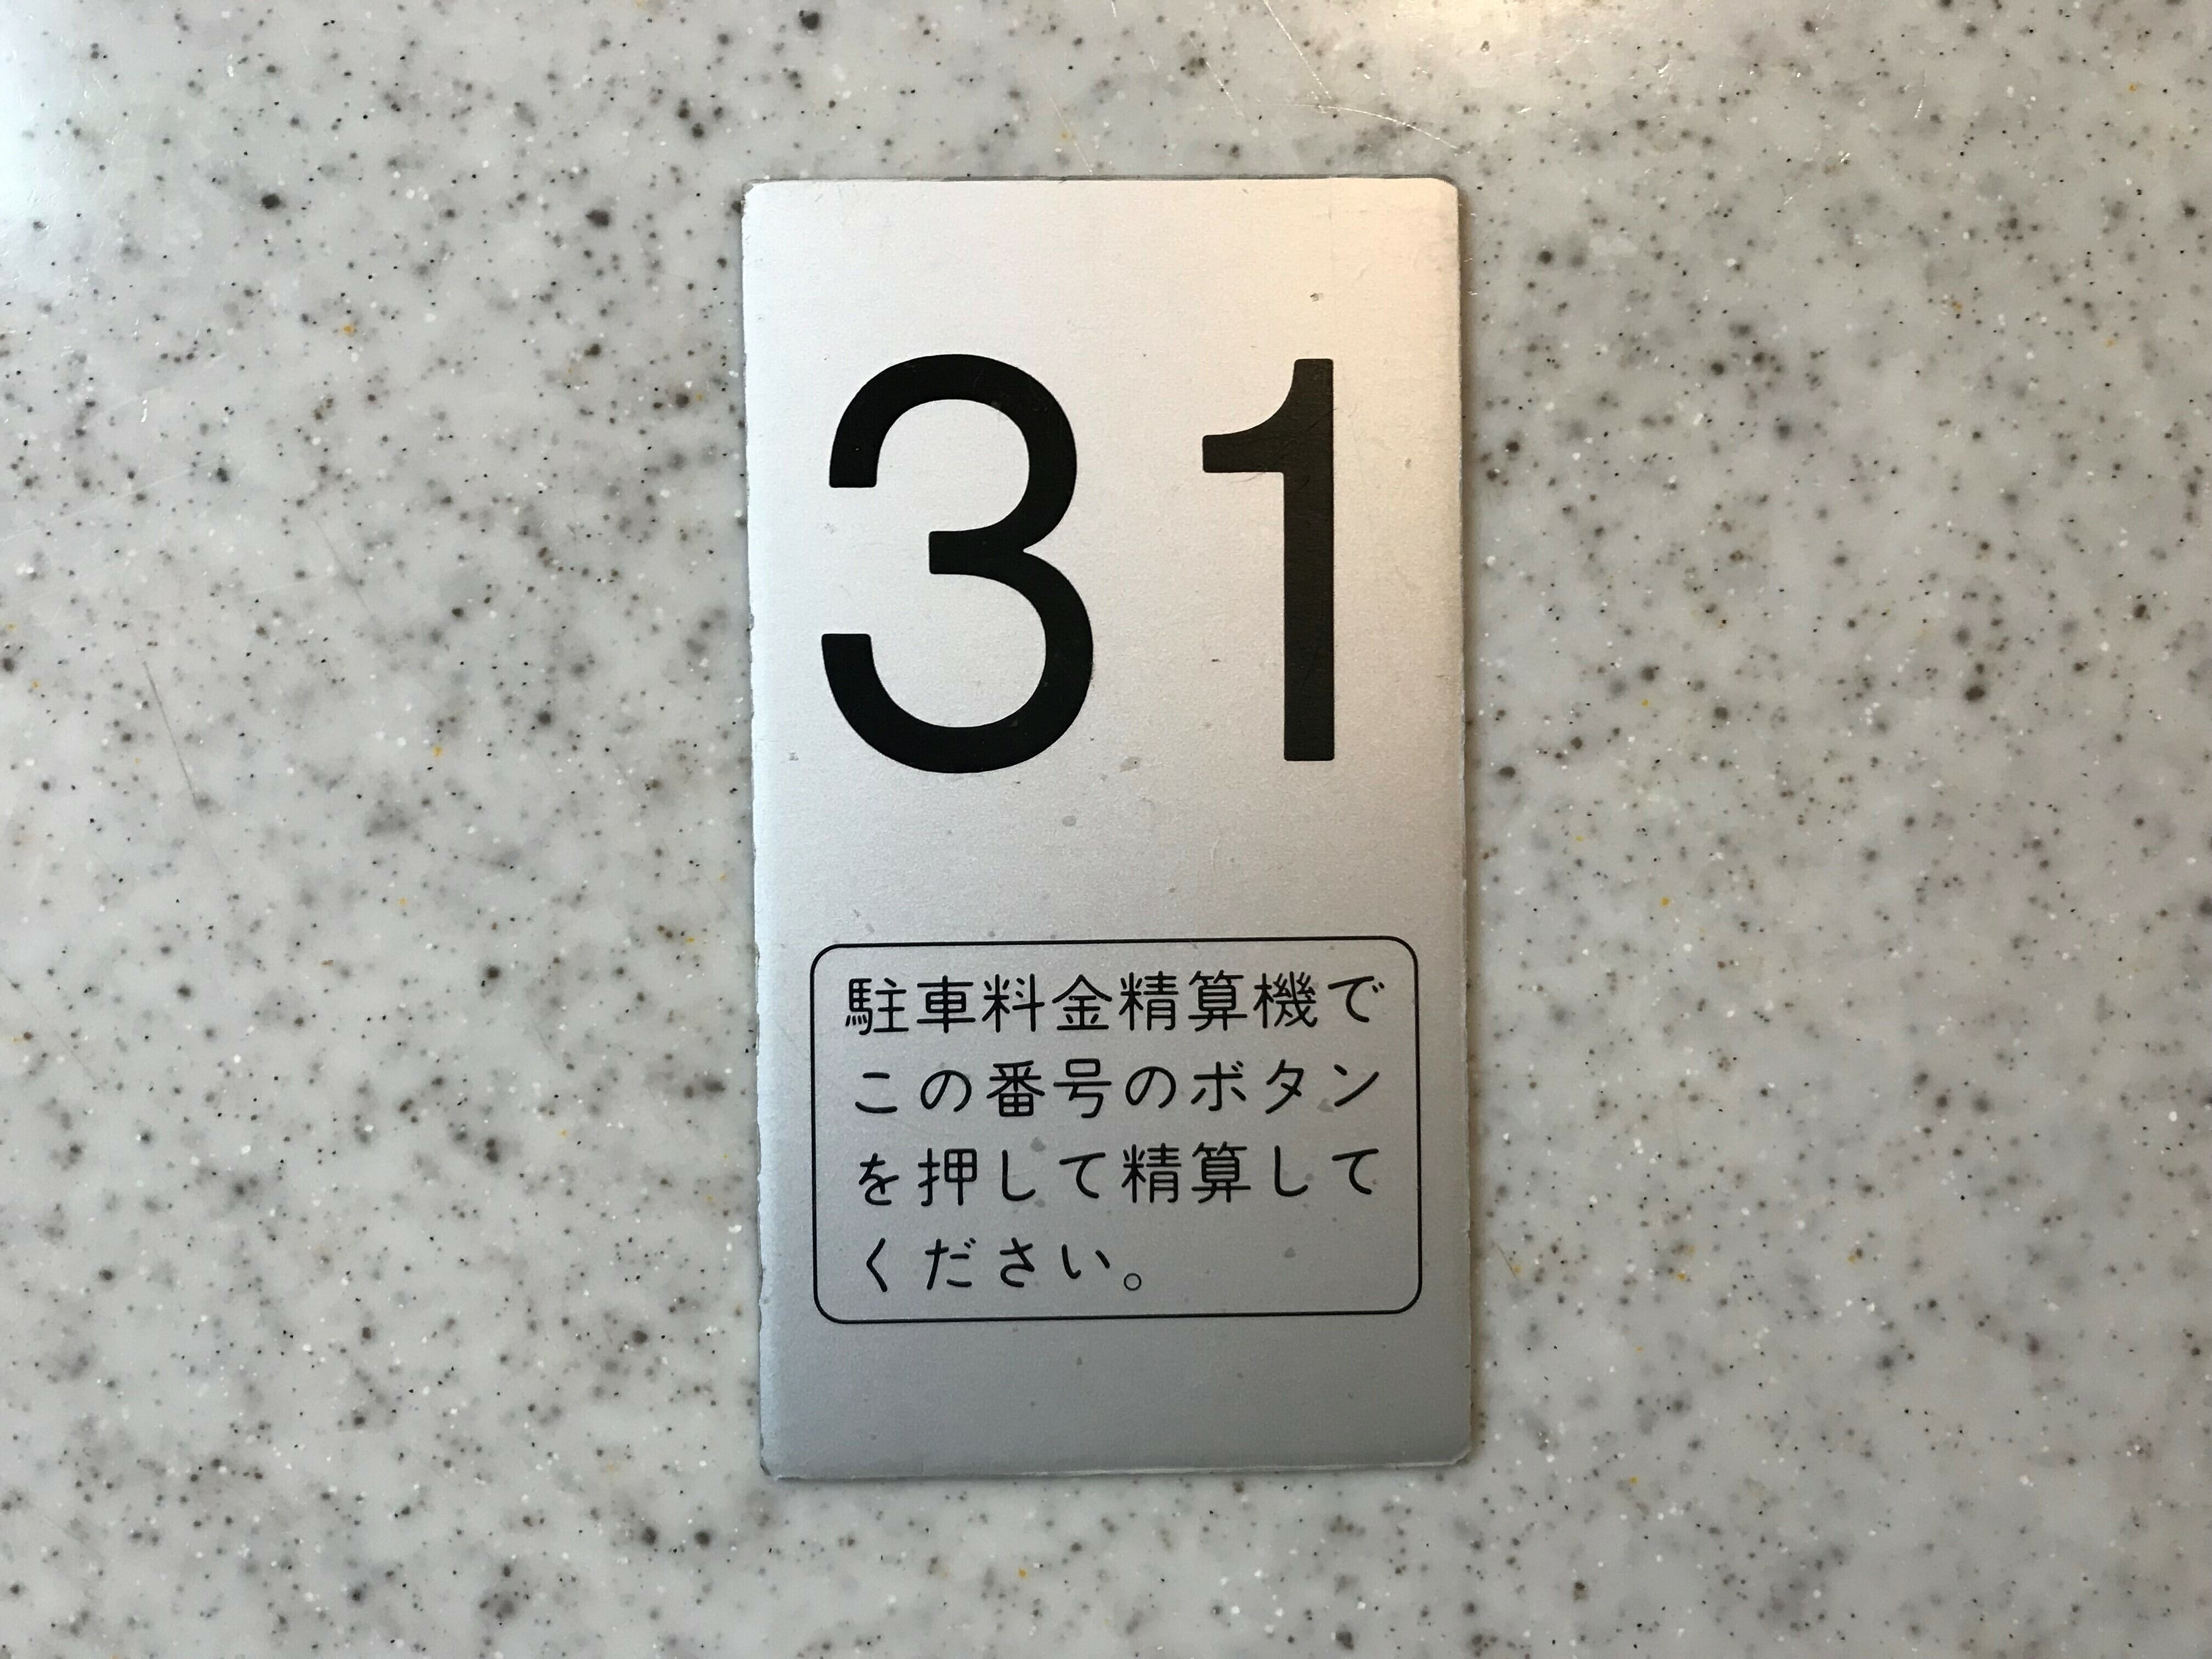 31
駐車料金精算機で
この番号のボタン
を押して精算して
ください。